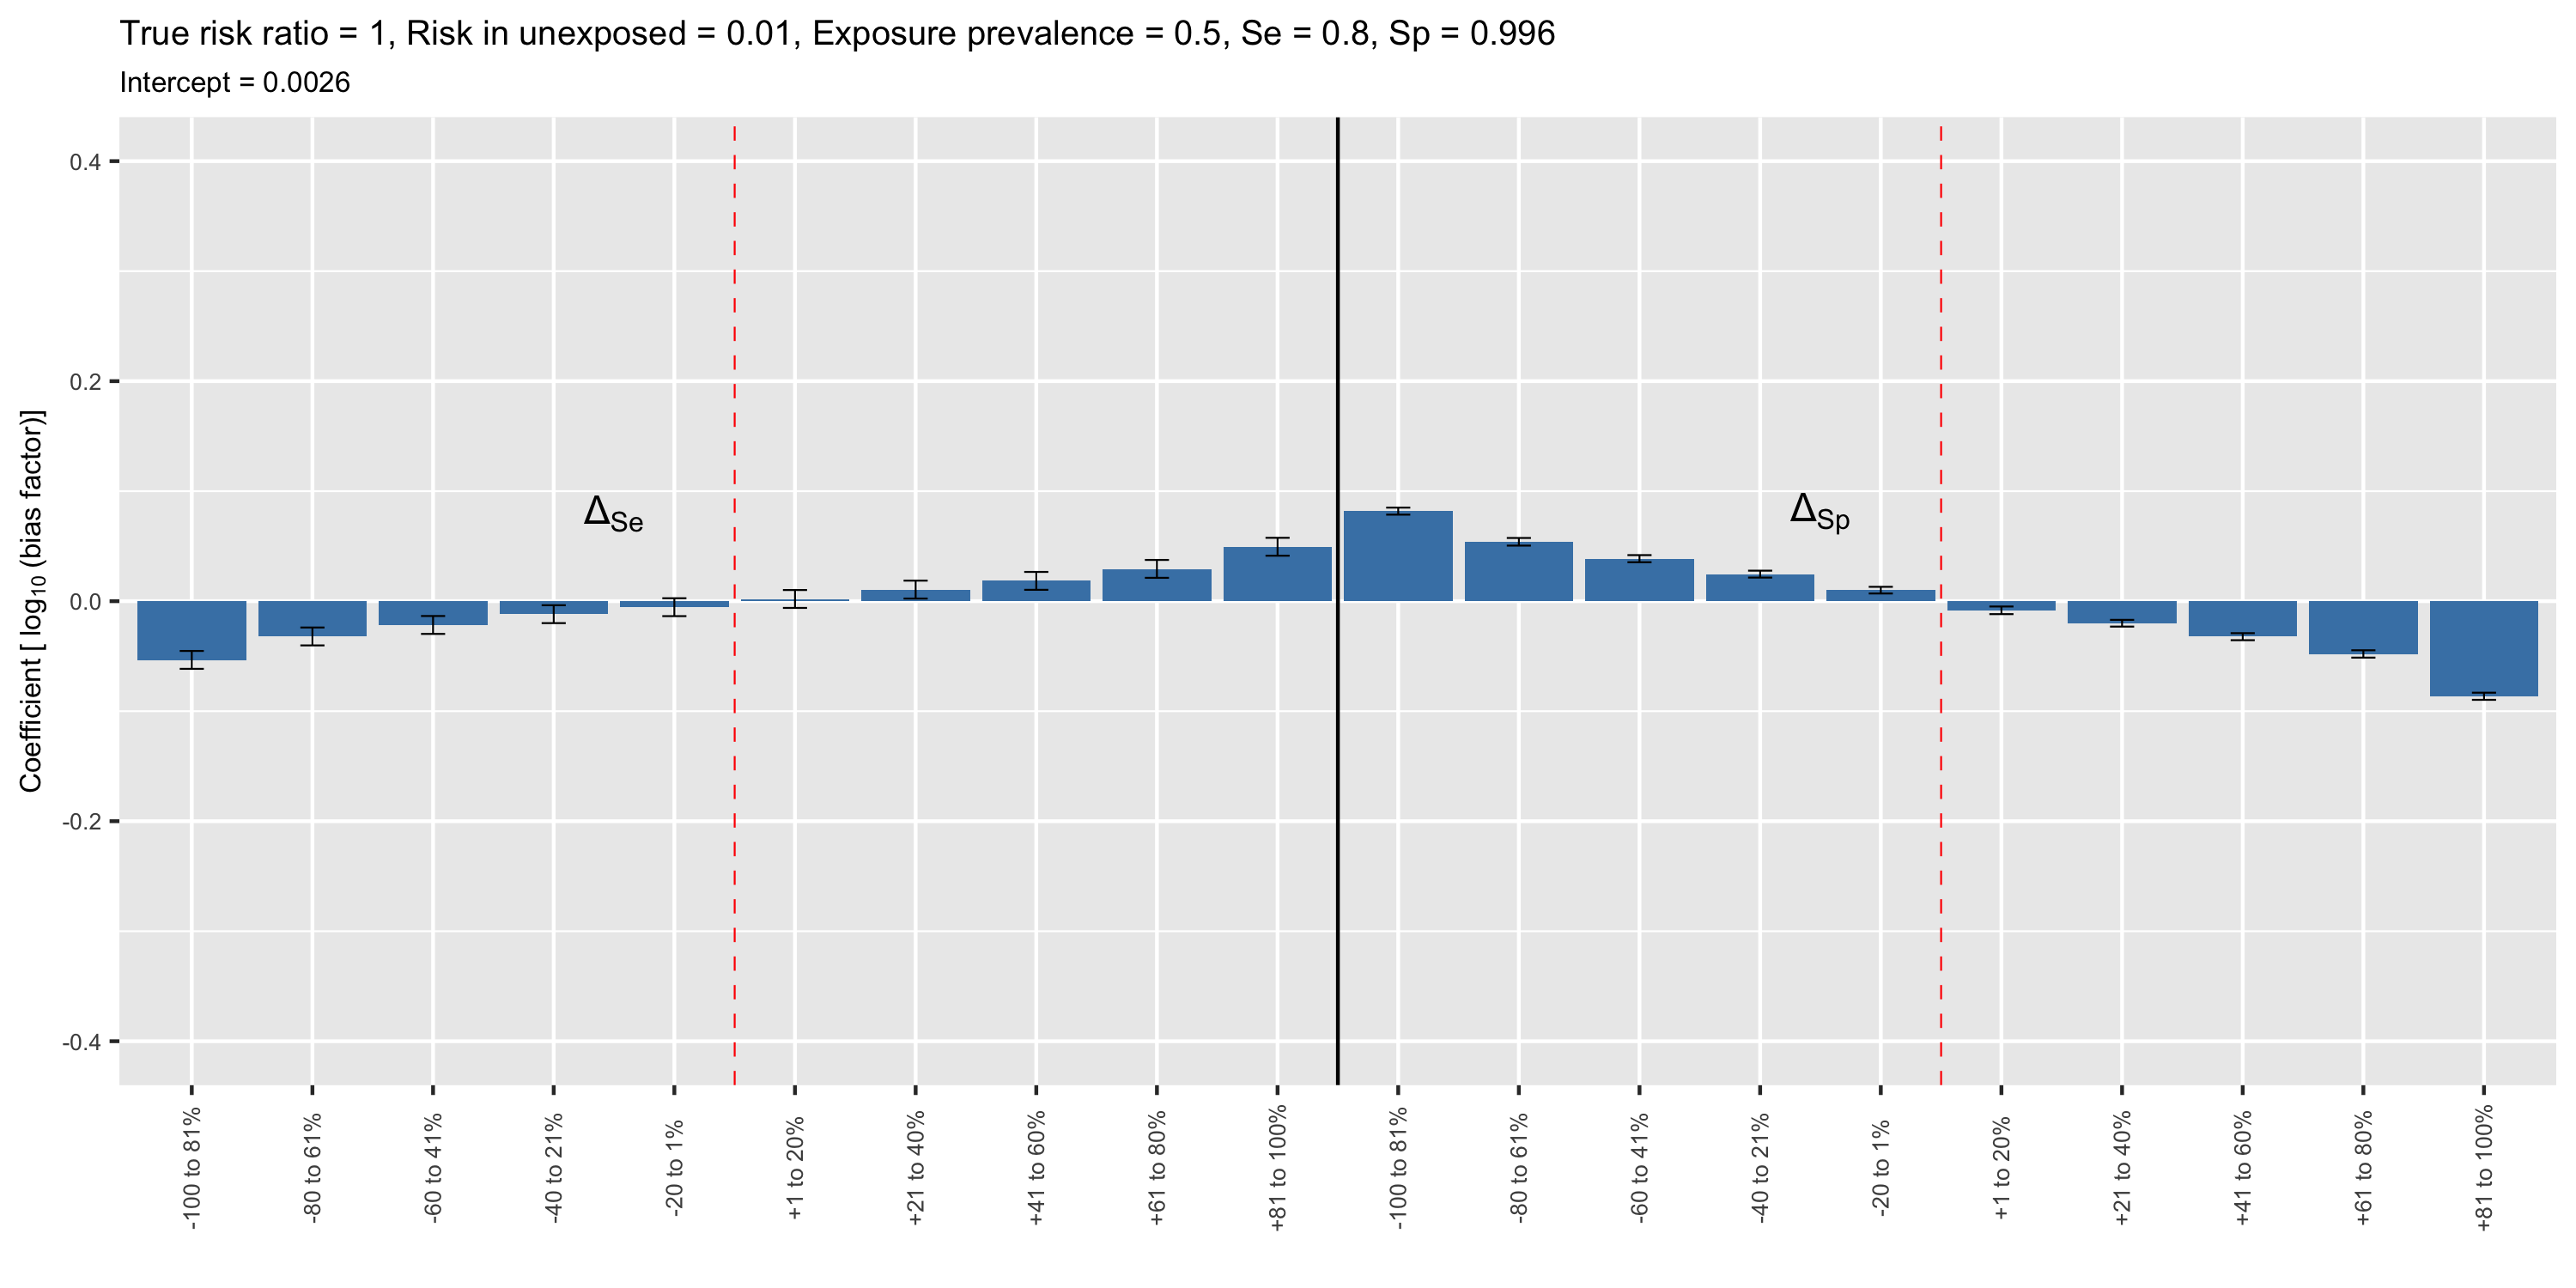 True risk ratio = 1, Risk in unexposed = 0.01, Exposure prevalence = 0.5, Se = 0.8, Sp = 0.996
Intercept = 0.0026
Coefficient [ log₁₀ (bias factor)]
0.4
0.2
0.0
-0.2
-0.4
Δ_Se
Δ_Sp
-100 to 81%
-80 to 61%
-60 to 41%
-40 to 21%
-20 to 1%
+1 to 20%
+21 to 40%
+41 to 60%
+61 to 80%
+81 to 100%
-100 to 81%
-80 to 61%
-60 to 41%
-40 to 21%
-20 to 1%
+1 to 20%
+21 to 40%
+41 to 60%
+61 to 80%
+81 to 100%